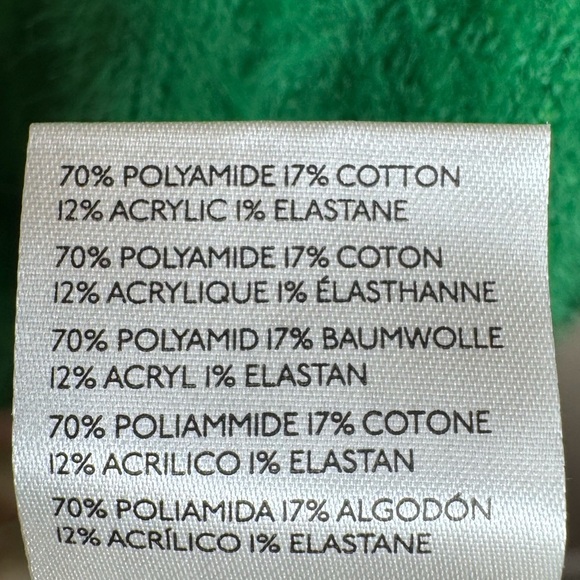 70% POLYAMIDE 17% COTTON
12% ACRYLIC 1% ELASTANE
70% POLYAMIDE 17% COTON
12% ACRYLIQUE 1% ÉLASTHANNE
70% POLYAMID 17% BAUMWOLLE
12% ACRYL 1% ELASTAN
70% POLIAMMIDE 17% COTONE
12% ACRILICO 1% ELASTAN
70% POLIAMIDA 17% ALGODÓN
12% ACRÍLICO 1% ELASTANE